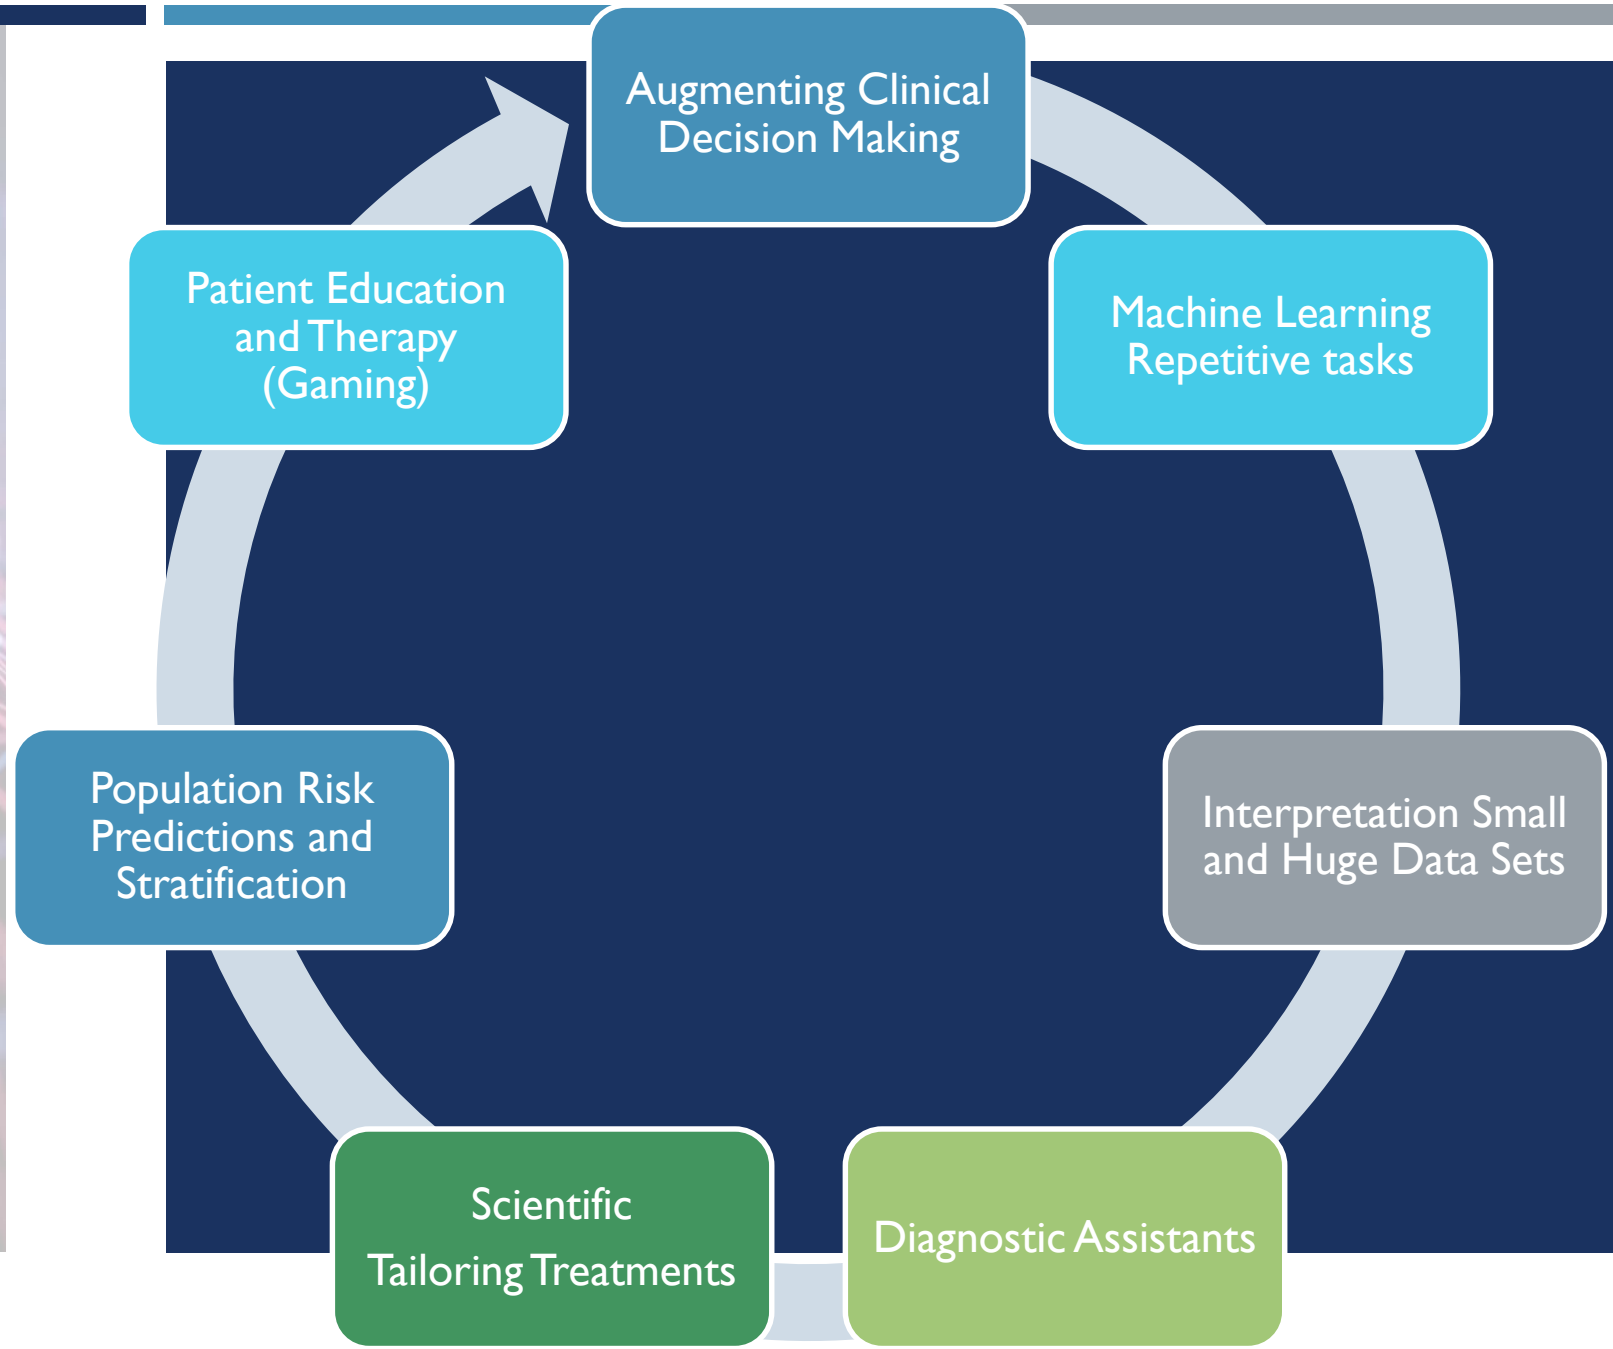 Augmenting Clinical
Decision Making
Machine Learning
Repetitive tasks
Interpretation Small
and Huge Data Sets
Diagnostic Assistants
Scientific
Tailoring Treatments
Population Risk
Predictions and
Stratification
Patient Education
and Therapy
(Gaming)